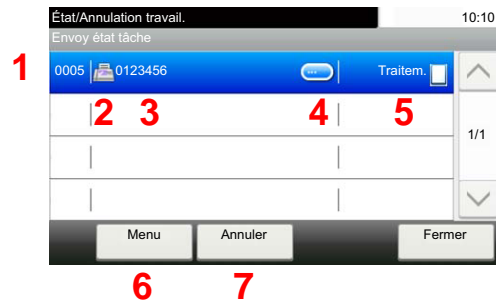 État/Annulation travail. 10:10
Envoy état tâche
1 0005 0123456 ... Traitem.
2 3 4 5
1/1
Menu Annuler Fermer
6 7